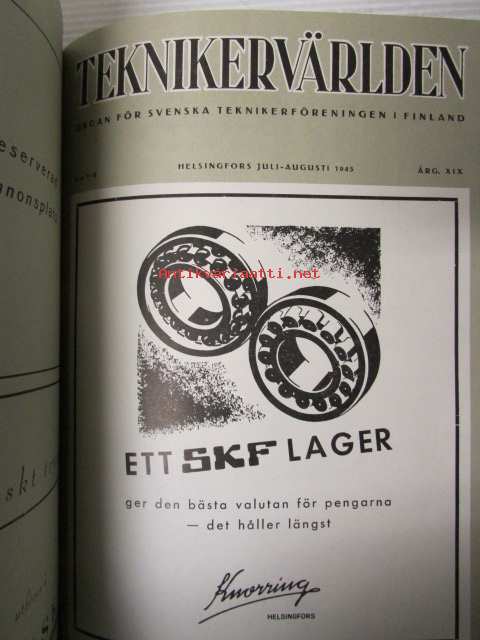 TEKNIKERVÄRLDEN
ORGAN FÖR SVENSKA TEKNIKERFÖRENINGEN I FINLAND
HELSINGFORS JULI-AUGUSTI 1945 ÅRG. XIX
Antikvariaatti.net
ETT SKF LAGER
ger den bästa valutan för pengarna
— det håller längst
Knorring
HELSINGFORS